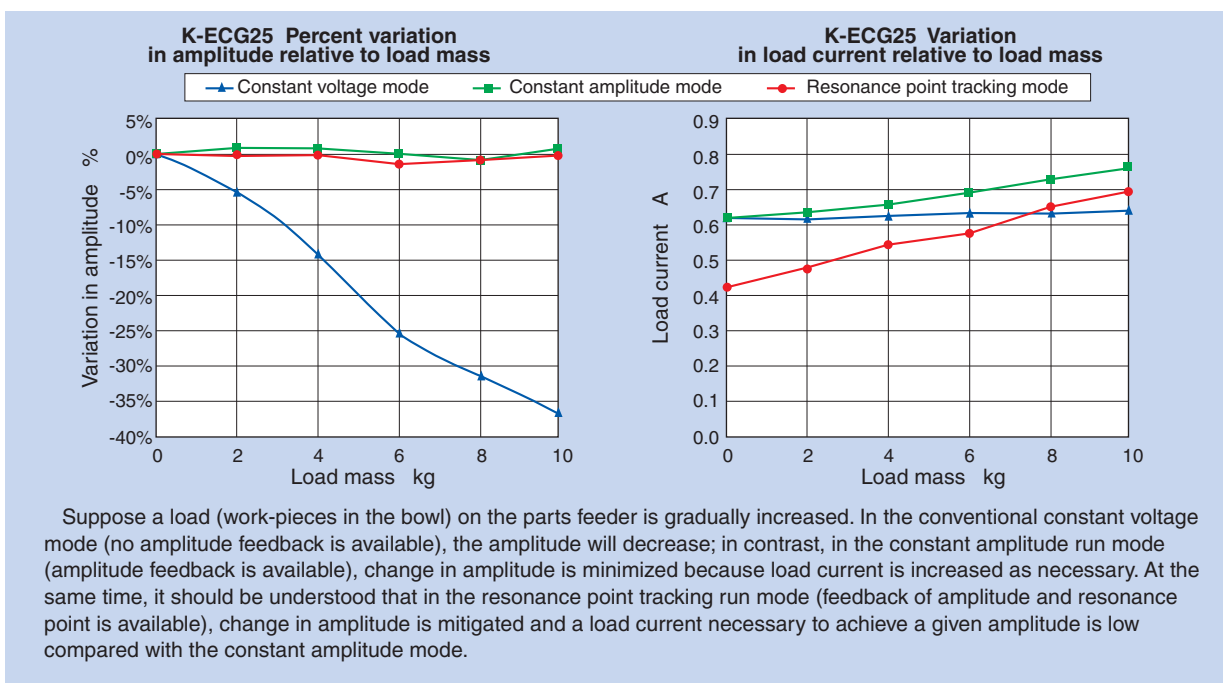 K-ECG25 Percent variation
in amplitude relative to load mass
K-ECG25 Variation
in load current relative to load mass
Constant voltage mode
Constant amplitude mode
Resonance point tracking mode
5%
0%
-5%
-10%
-15%
-20%
-25%
-30%
-35%
-40%
Variation in amplitude %
0 2 4 6 8 10
Load mass kg
0.9
0.8
0.7
0.6
0.5
0.4
0.3
0.2
0.1
0.0
Load current A
0 2 4 6 8 10
Load mass kg
Suppose a load (work-pieces in the bowl) on the parts feeder is gradually increased. In the conventional constant voltage
mode (no amplitude feedback is available), the amplitude will decrease; in contrast, in the constant amplitude run mode
(amplitude feedback is available), change in amplitude is minimized because load current is increased as necessary. At the
same time, it should be understood that in the resonance point tracking run mode (feedback of amplitude and resonance
point is available), change in amplitude is mitigated and a load current necessary to achieve a given amplitude is low
compared with the constant amplitude mode.